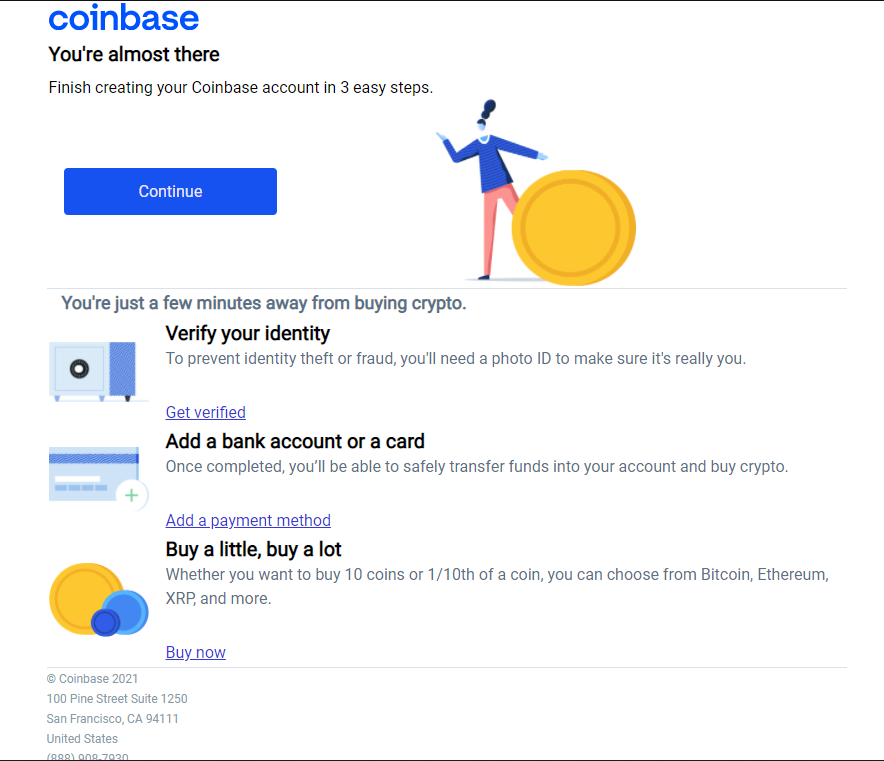 coinbase
You're almost there
Finish creating your Coinbase account in 3 easy steps.
Continue
You're just a few minutes away from buying crypto.
Verify your identity
To prevent identity theft or fraud, you'll need a photo ID to make sure it's really you.
Get verified
Add a bank account or a card
Once completed, you’ll be able to safely transfer funds into your account and buy crypto.
Add a payment method
Buy a little, buy a lot
Whether you want to buy 10 coins or 1/10th of a coin, you can choose from Bitcoin, Ethereum,
XRP, and more.
Buy now
© Coinbase 2021
100 Pine Street Suite 1250
San Francisco, CA 94111
United States
(888) 908-7930